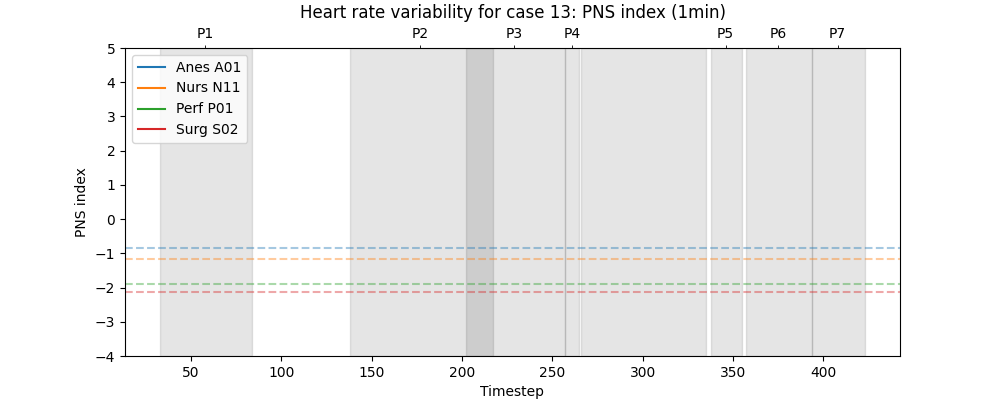 Heart rate variability for case 13: PNS index (1min)
P1 P2 P3 P4 P5 P6 P7
Anes A01
Nurs N11
Perf P01
Surg S02
PNS index
5
4
3
2
1
0
−1
−2
−3
−4
50 100 150 200 250 300 350 400
Timestep